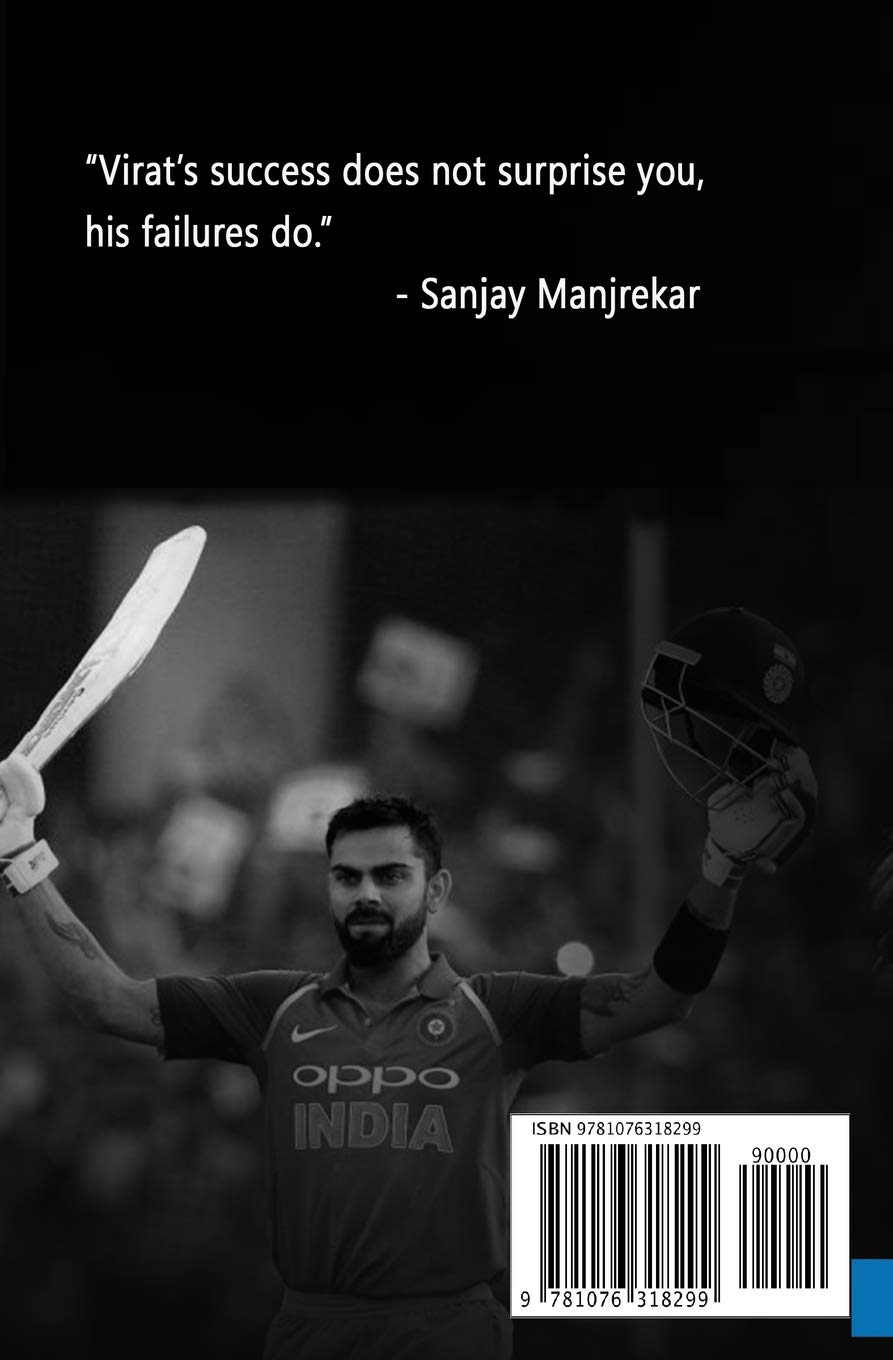 “Virat’s success does not surprise you,
his failures do.”
- Sanjay Manjrekar
oppo
INDIA
ISBN 9781076318299
90000
9 781076 318299